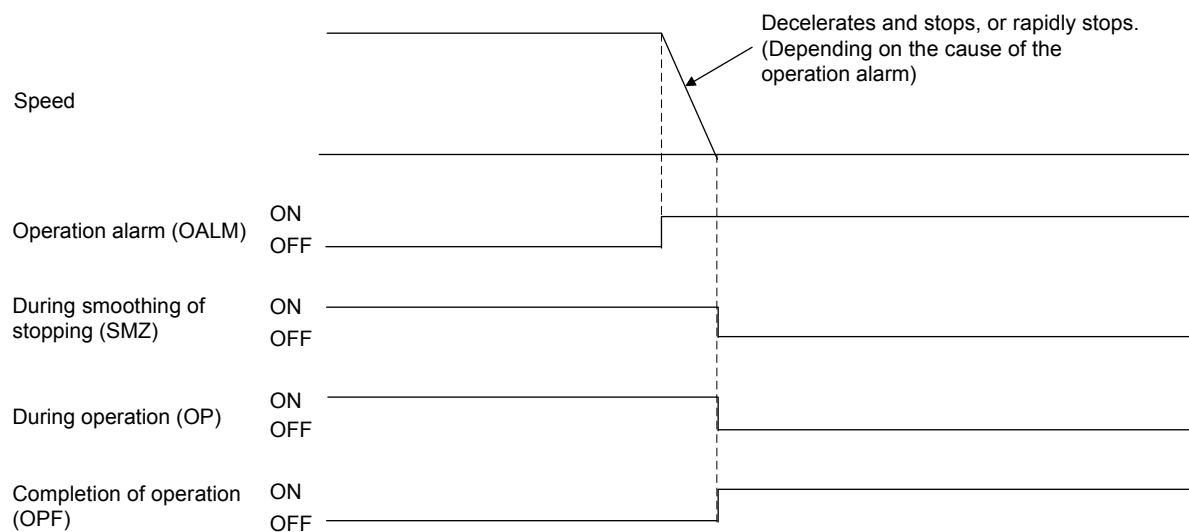 Decelerates and stops, or rapidly stops.
(Depending on the cause of the
operation alarm)
Speed
Operation alarm (OALM)
ON
OFF
During smoothing of
stopping (SMZ)
ON
OFF
During operation (OP)
ON
OFF
Completion of operation
(OPF)
ON
OFF